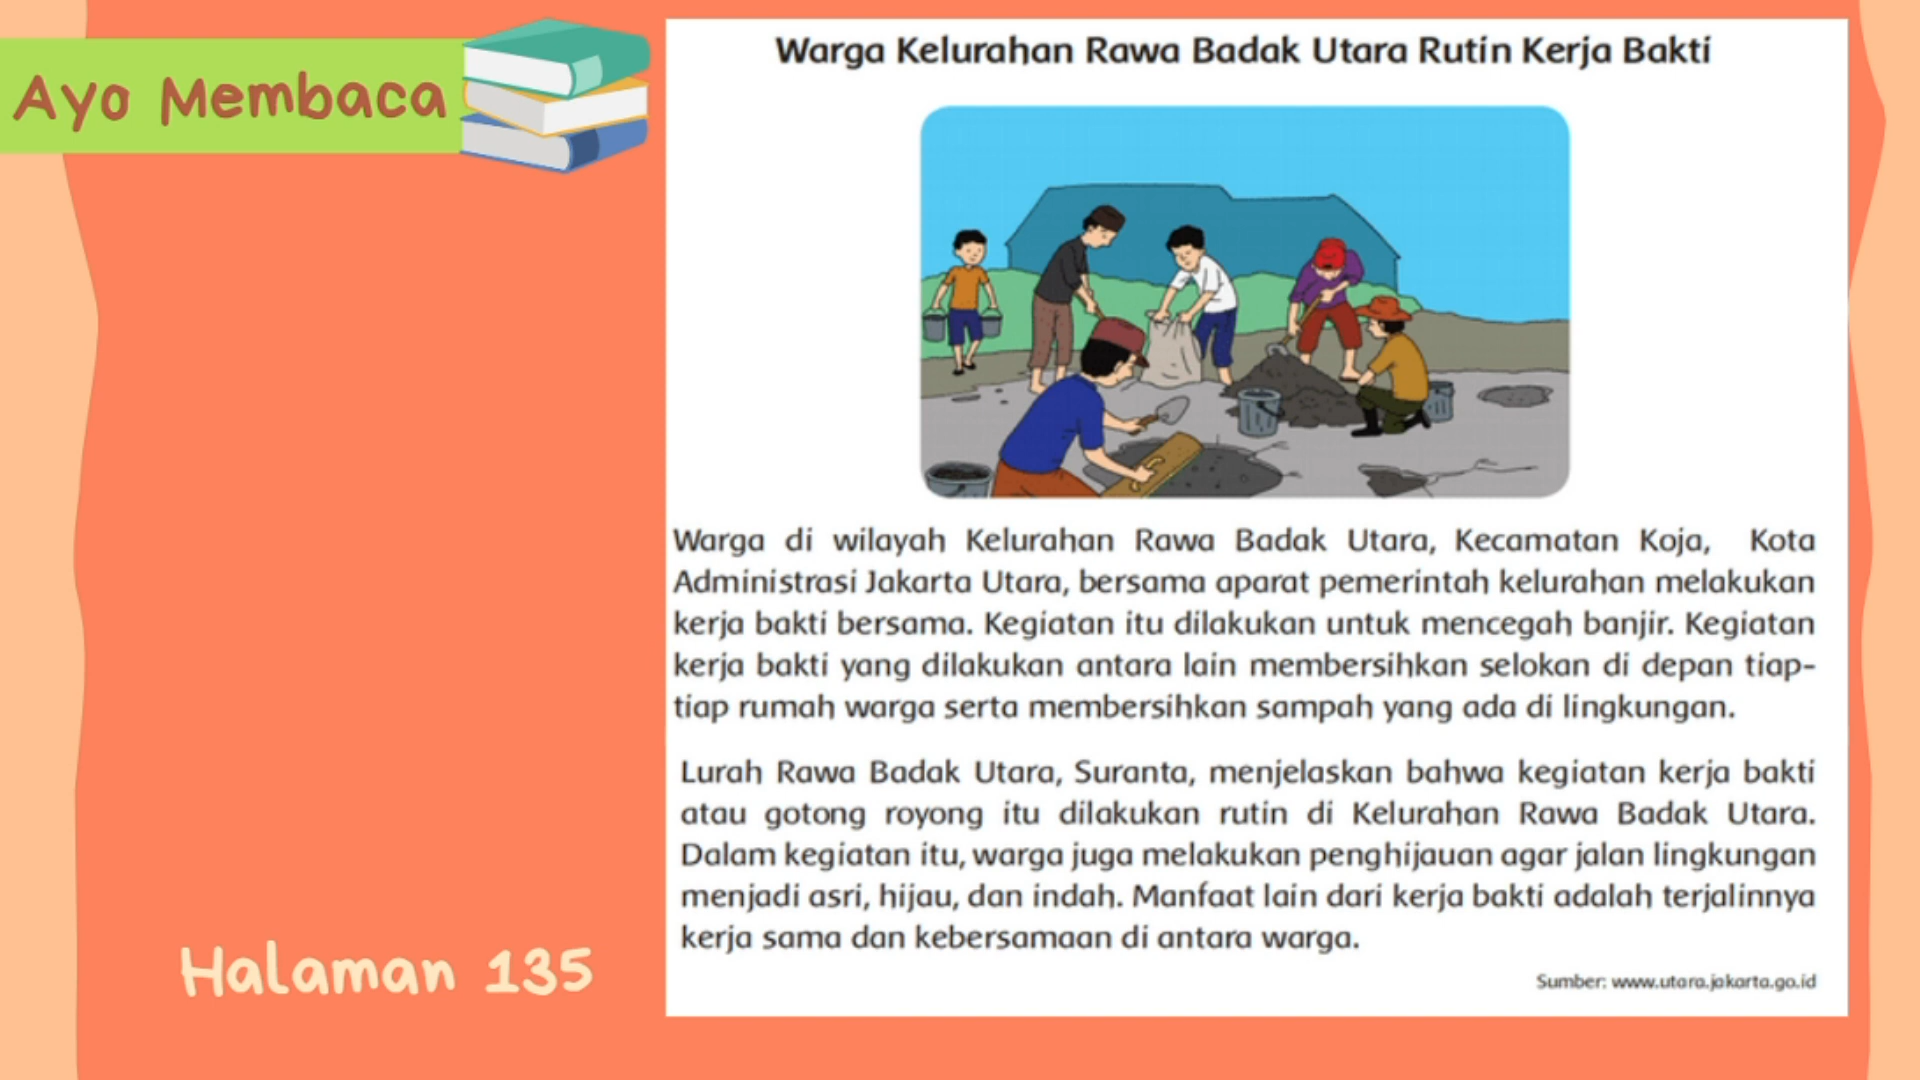 Ayo Membaca
Warga Kelurahan Rawa Badak Utara Rutin Kerja Bakti
Warga di wilayah Kelurahan Rawa Badak Utara, Kecamatan Koja, Kota
Administrasi Jakarta Utara, bersama aparat pemerintah kelurahan melakukan
kerja bakti bersama. Kegiatan itu dilakukan untuk mencegah banjir. Kegiatan
kerja bakti yang dilakukan antara lain membersihkan selokan di depan tiap-
tiap rumah warga serta membersihkan sampah yang ada di lingkungan.
Lurah Rawa Badak Utara, Suranta, menjelaskan bahwa kegiatan kerja bakti
atau gotong royong itu dilakukan rutin di Kelurahan Rawa Badak Utara.
Dalam kegiatan itu, warga juga melakukan penghijauan agar jalan lingkungan
menjadi asri, hijau, dan indah. Manfaat lain dari kerja bakti adalah terjalinnya
kerja sama dan kebersamaan di antara warga.
Sumber: www.utara.jakarta.go.id
Halaman 135